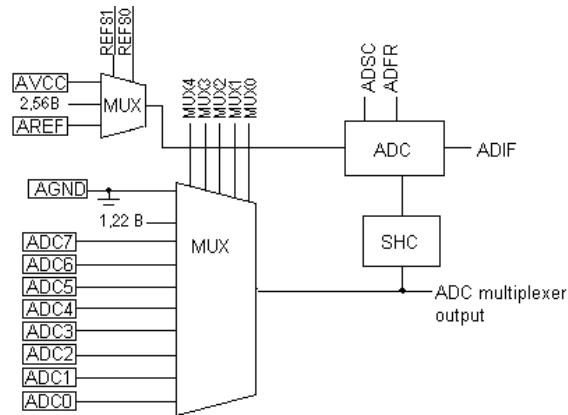 REFS1
REFS0
AVCC
2,56В
AREF
MUX
MUX4
MUX3
MUX2
MUX1
MUX0
ADSC
ADFR
ADC
ADIF
AGND
1,22 В
ADC7
ADC6
ADC5
ADC4
ADC3
ADC2
ADC1
ADC0
MUX
SHC
ADC multiplexer
output